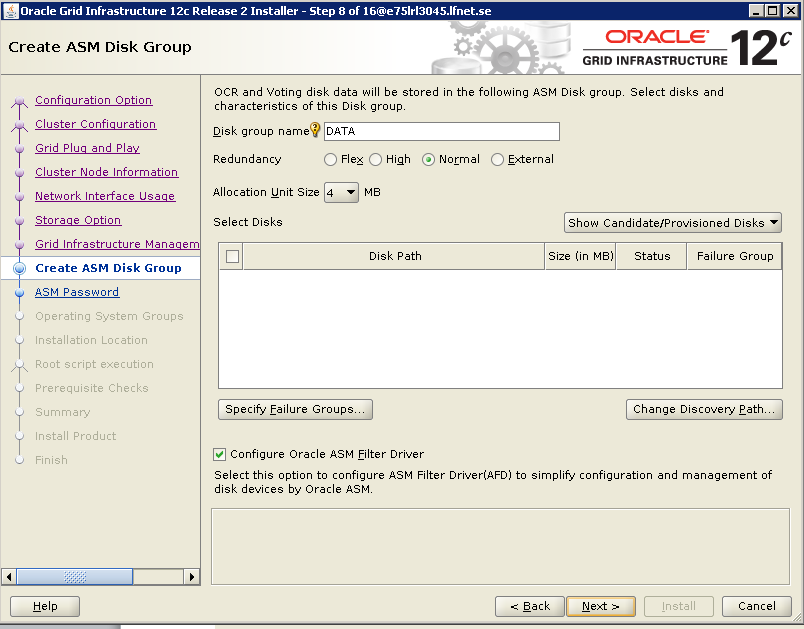 Oracle Grid Infrastructure 12c Release 2 Installer - Step 8 of 16@e75lrl3045.lfnet.se
Create ASM Disk Group
ORACLE
GRID INFRASTRUCTURE
12c
Configuration Option
Cluster Configuration
Grid Plug and Play
Cluster Node Information
Network Interface Usage
Storage Option
Grid Infrastructure Managem
Create ASM Disk Group
ASM Password
Operating System Groups
Installation Location
Root script execution
Prerequisite Checks
Summary
Install Product
Finish
OCR and Voting disk data will be stored in the following ASM Disk group. Select disks and
characteristics of this Disk group.
Disk group name DATA
Redundancy Flex High Normal External
Allocation Unit Size 4 MB
Select Disks Show Candidate/Provisioned Disks
Disk Path Size (in MB) Status Failure Group
Specify Failure Groups... Change Discovery Path...
Configure Oracle ASM Filter Driver
Select this option to configure ASM Filter Driver(AFD) to simplify configuration and management of
disk devices by Oracle ASM.
Help < Back Next > Install Cancel